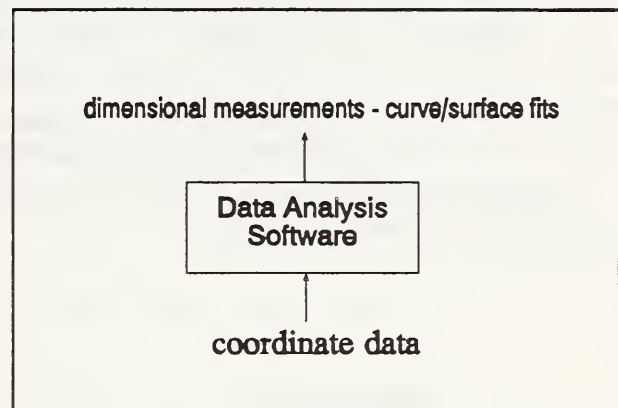 dimensional measurements - curve/surface fits
Data Analysis
Software
coordinate data